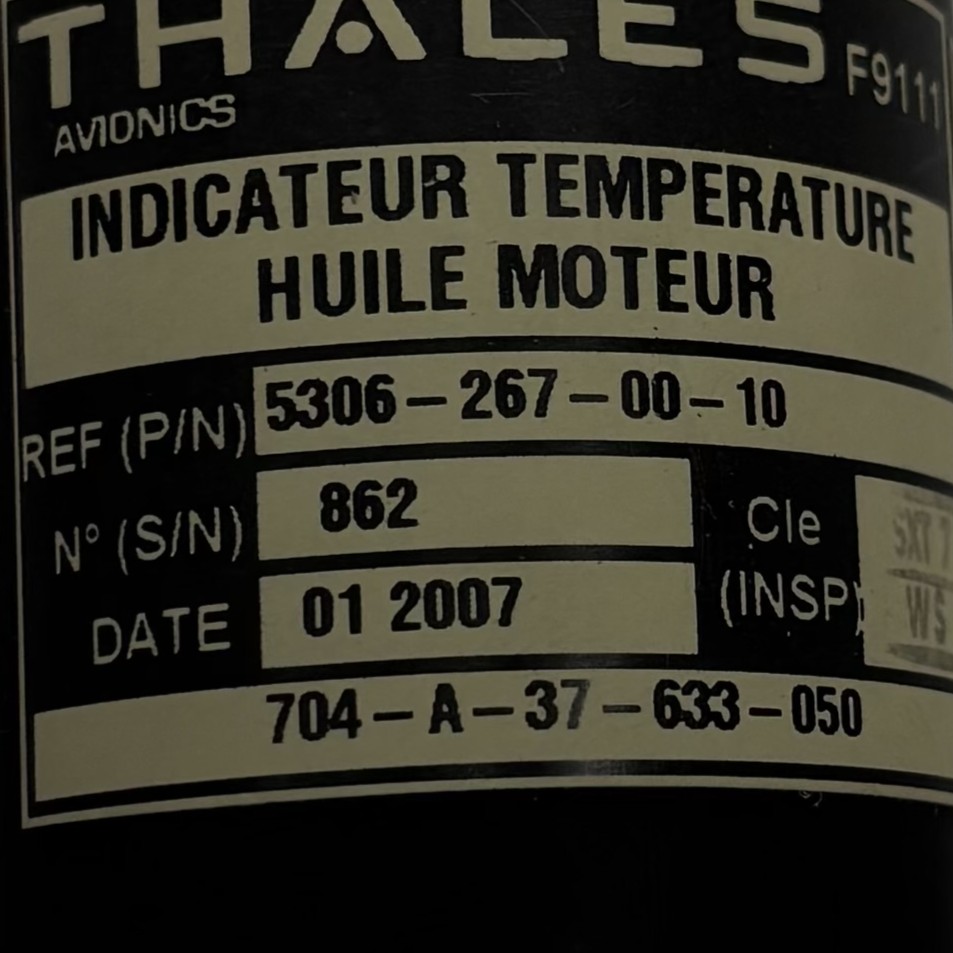 THALES F9111
AVIONICS
INDICATEUR TEMPERATURE
HUILE MOTEUR
REF (P/N) 5306-267-00-10
N° (S/N) 862
Cle
(INSP)
DATE 01 2007
704-A-37-633-050